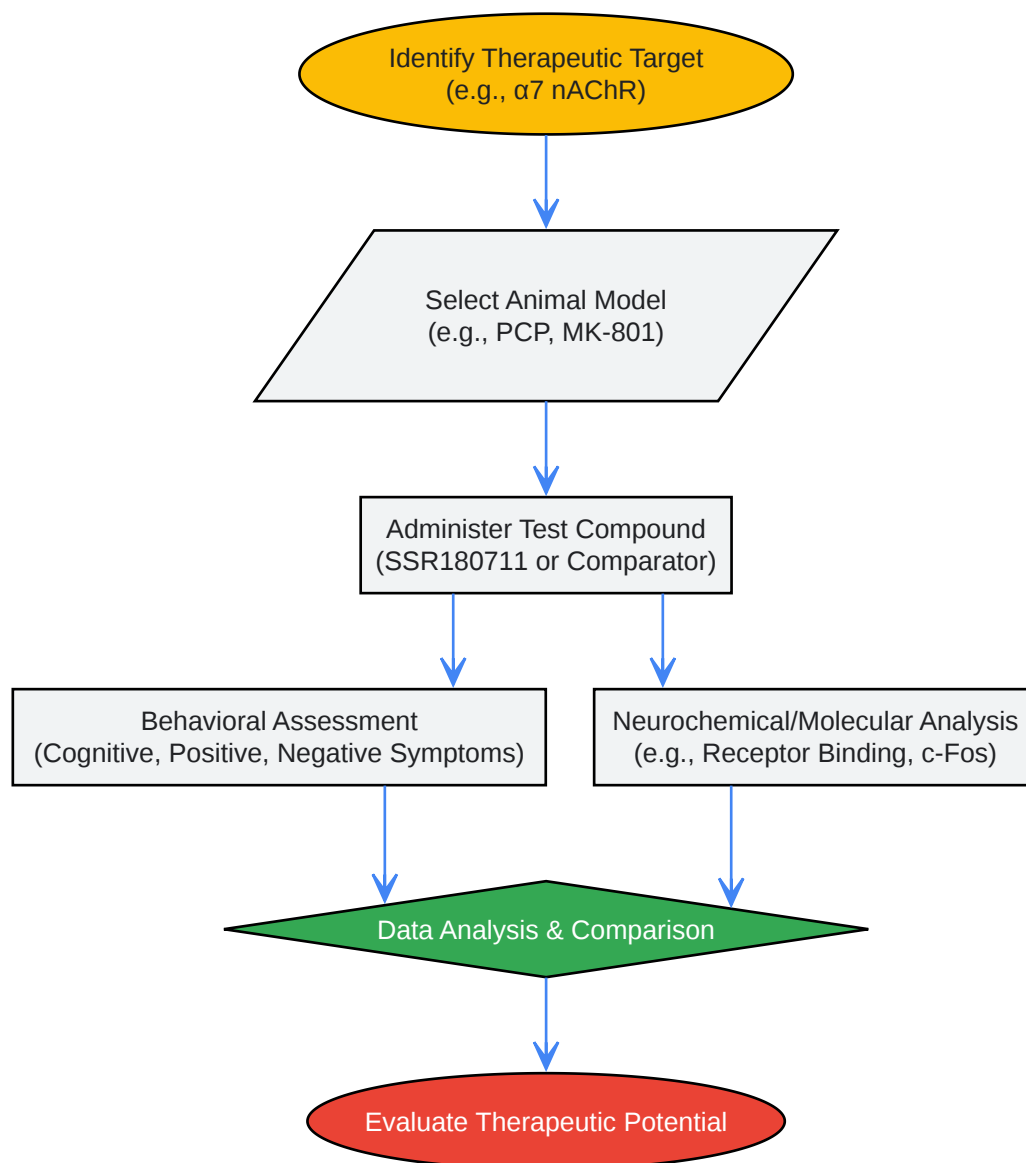 Identify Therapeutic Target
(e.g., α7 nAChR)
Select Animal Model
(e.g., PCP, MK-801)
Administer Test Compound
(SSR180711 or Comparator)
Behavioral Assessment
(Cognitive, Positive, Negative Symptoms)
Neurochemical/Molecular Analysis
(e.g., Receptor Binding, c-Fos)
Data Analysis & Comparison
Evaluate Therapeutic Potential